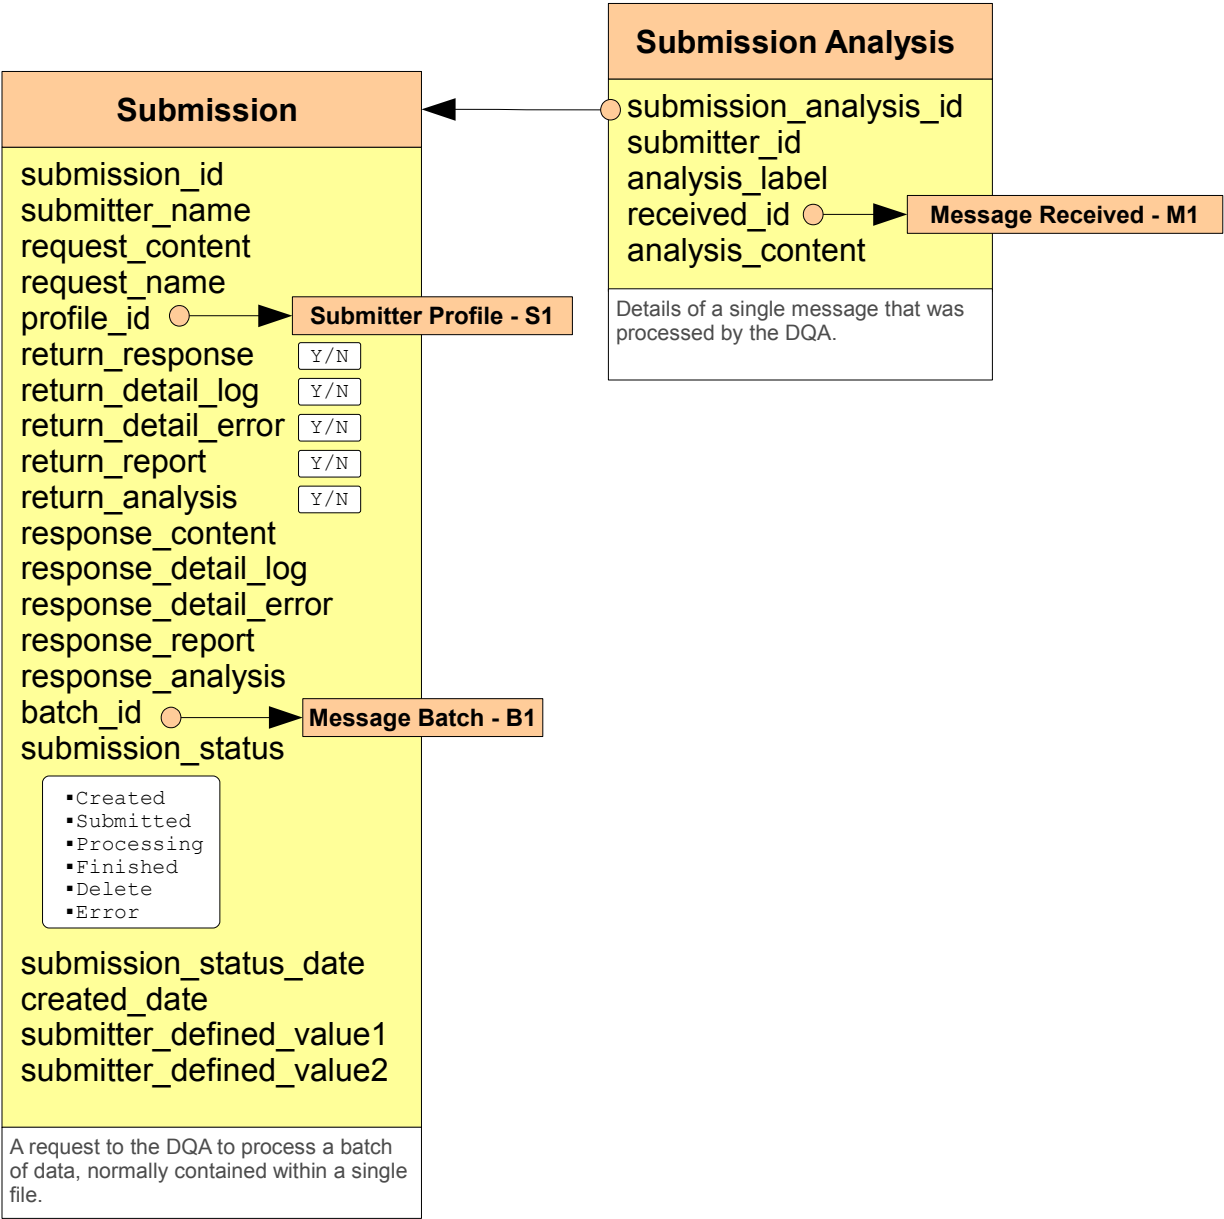 Submission Analysis
submission_analysis_id
submitter_id
analysis_label
received_id
Message Received - M1
analysis_content
Details of a single message that was
processed by the DQA.
Submission
submission_id
submitter_name
request_content
request_name
profile_id
Submitter Profile - S1
return_response Y/N
return_detail_log Y/N
return_detail_error Y/N
return_report Y/N
return_analysis Y/N
response_content
response_detail_log
response_detail_error
response_report
response_analysis
batch_id
Message Batch - B1
submission_status
▪Created
▪Submitted
▪Processing
▪Finished
▪Delete
▪Error
submission_status_date
created_date
submitter_defined_value1
submitter_defined_value2
A request to the DQA to process a batch
of data, normally contained within a single
file.